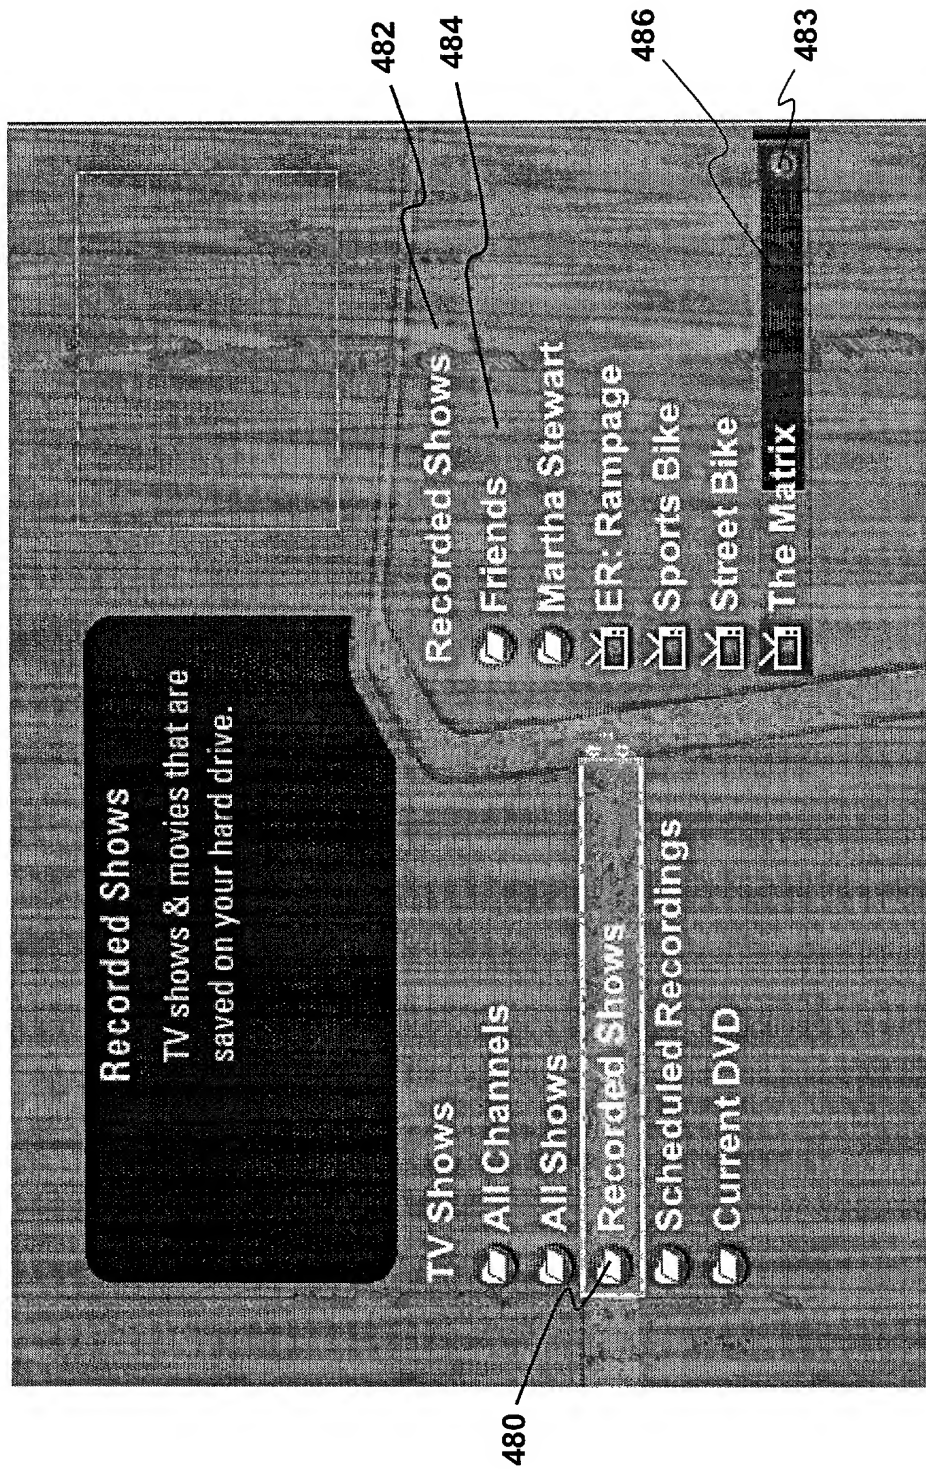 Recorded Shows
TV shows & movies that are
saved on your hard drive.
TV Shows
All Channels
All Shows
Recorded Shows
Scheduled Recordings
Current DVD
Recorded Shows
Friends
Martha Stewart
ER: Rampage
Sports Bike
Street Bike
The Matrix
480
482
484
486
483